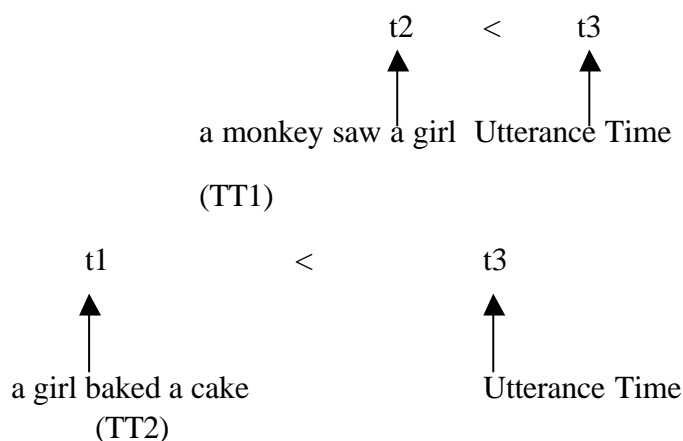 t2 < t3
a monkey saw a girl Utterance Time
(TT1)
t1 < t3
a girl baked a cake Utterance Time
(TT2)